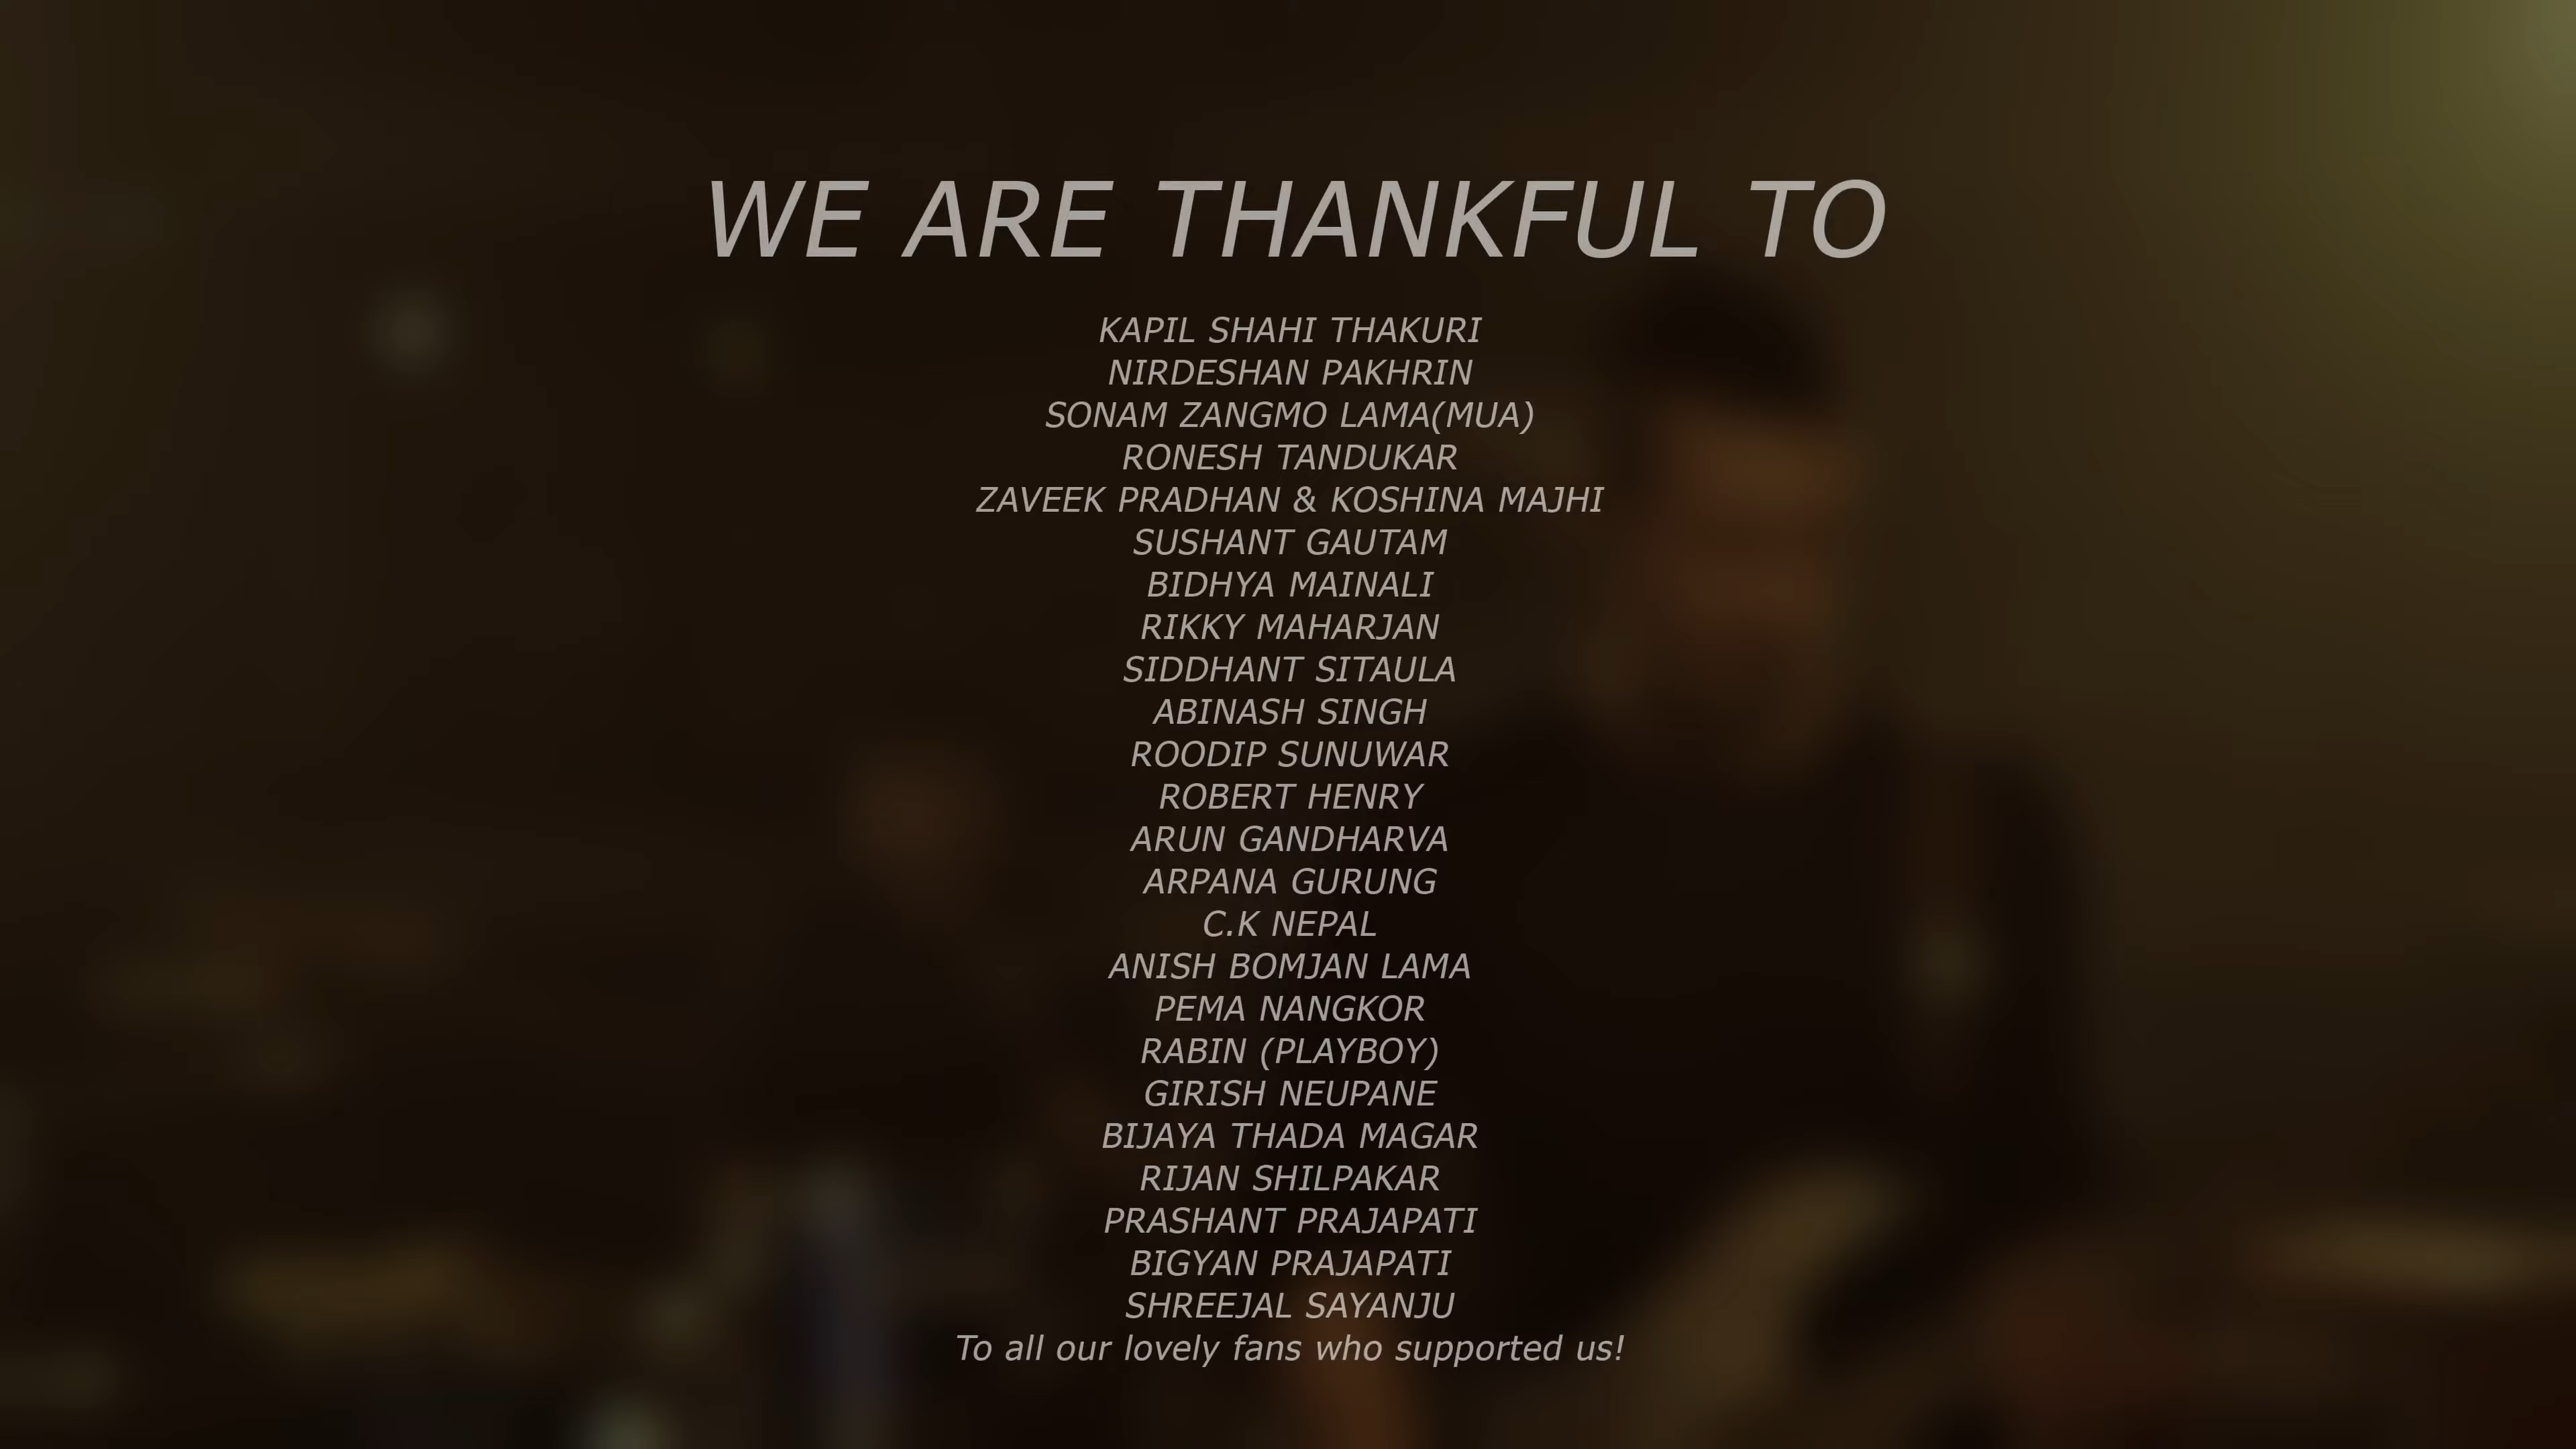 WE ARE THANKFUL TO
KAPIL SHAHI THAKURI
NIRDESHAN PAKHRIN
SONAM ZANGMO LAMA(MUA)
RONESH TANDUKAR
ZAVEEK PRADHAN & KOSHINA MAJHI
SUSHANT GAUTAM
BIDHYA MAINALI
RIKKY MAHARJAN
SIDDHANT SITAULA
ABINASH SINGH
ROODIP SUNUWAR
ROBERT HENRY
ARUN GANDHARVA
ARPANA GURUNG
C.K NEPAL
ANISH BOMJAN LAMA
PEMA NANGKOR
RABIN (PLAYBOY)
GIRISH NEUPANE
BIJAYA THADA MAGAR
RIJAN SHILPAKAR
PRASHANT PRAJAPATI
BIGYAN PRAJAPATI
SHREEJAL SAYANJU
To all our lovely fans who supported us!